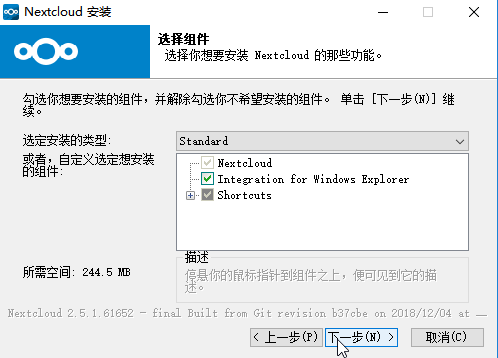 Nextcloud 安装
选择组件
选择你想要安装 Nextcloud 的那些功能。
勾选你想要安装的组件，并解除勾选你不希望安装的组件。 单击 [下一步(N)] 继
续。
选定安装的类型:
Standard
或者，自定义选定想安装
的组件:
Nextcloud
Integration for Windows Explorer
Shortcuts
描述
所需空间: 244.5 MB
停悬你的鼠标指针到组件之上，便可见到它的描
述。
Nextcloud 2.5.1.61652 - final Built from Git revision b37cbe on 2018/12/04 at
< 上一步(P)
下一步(N) >
取消(C)